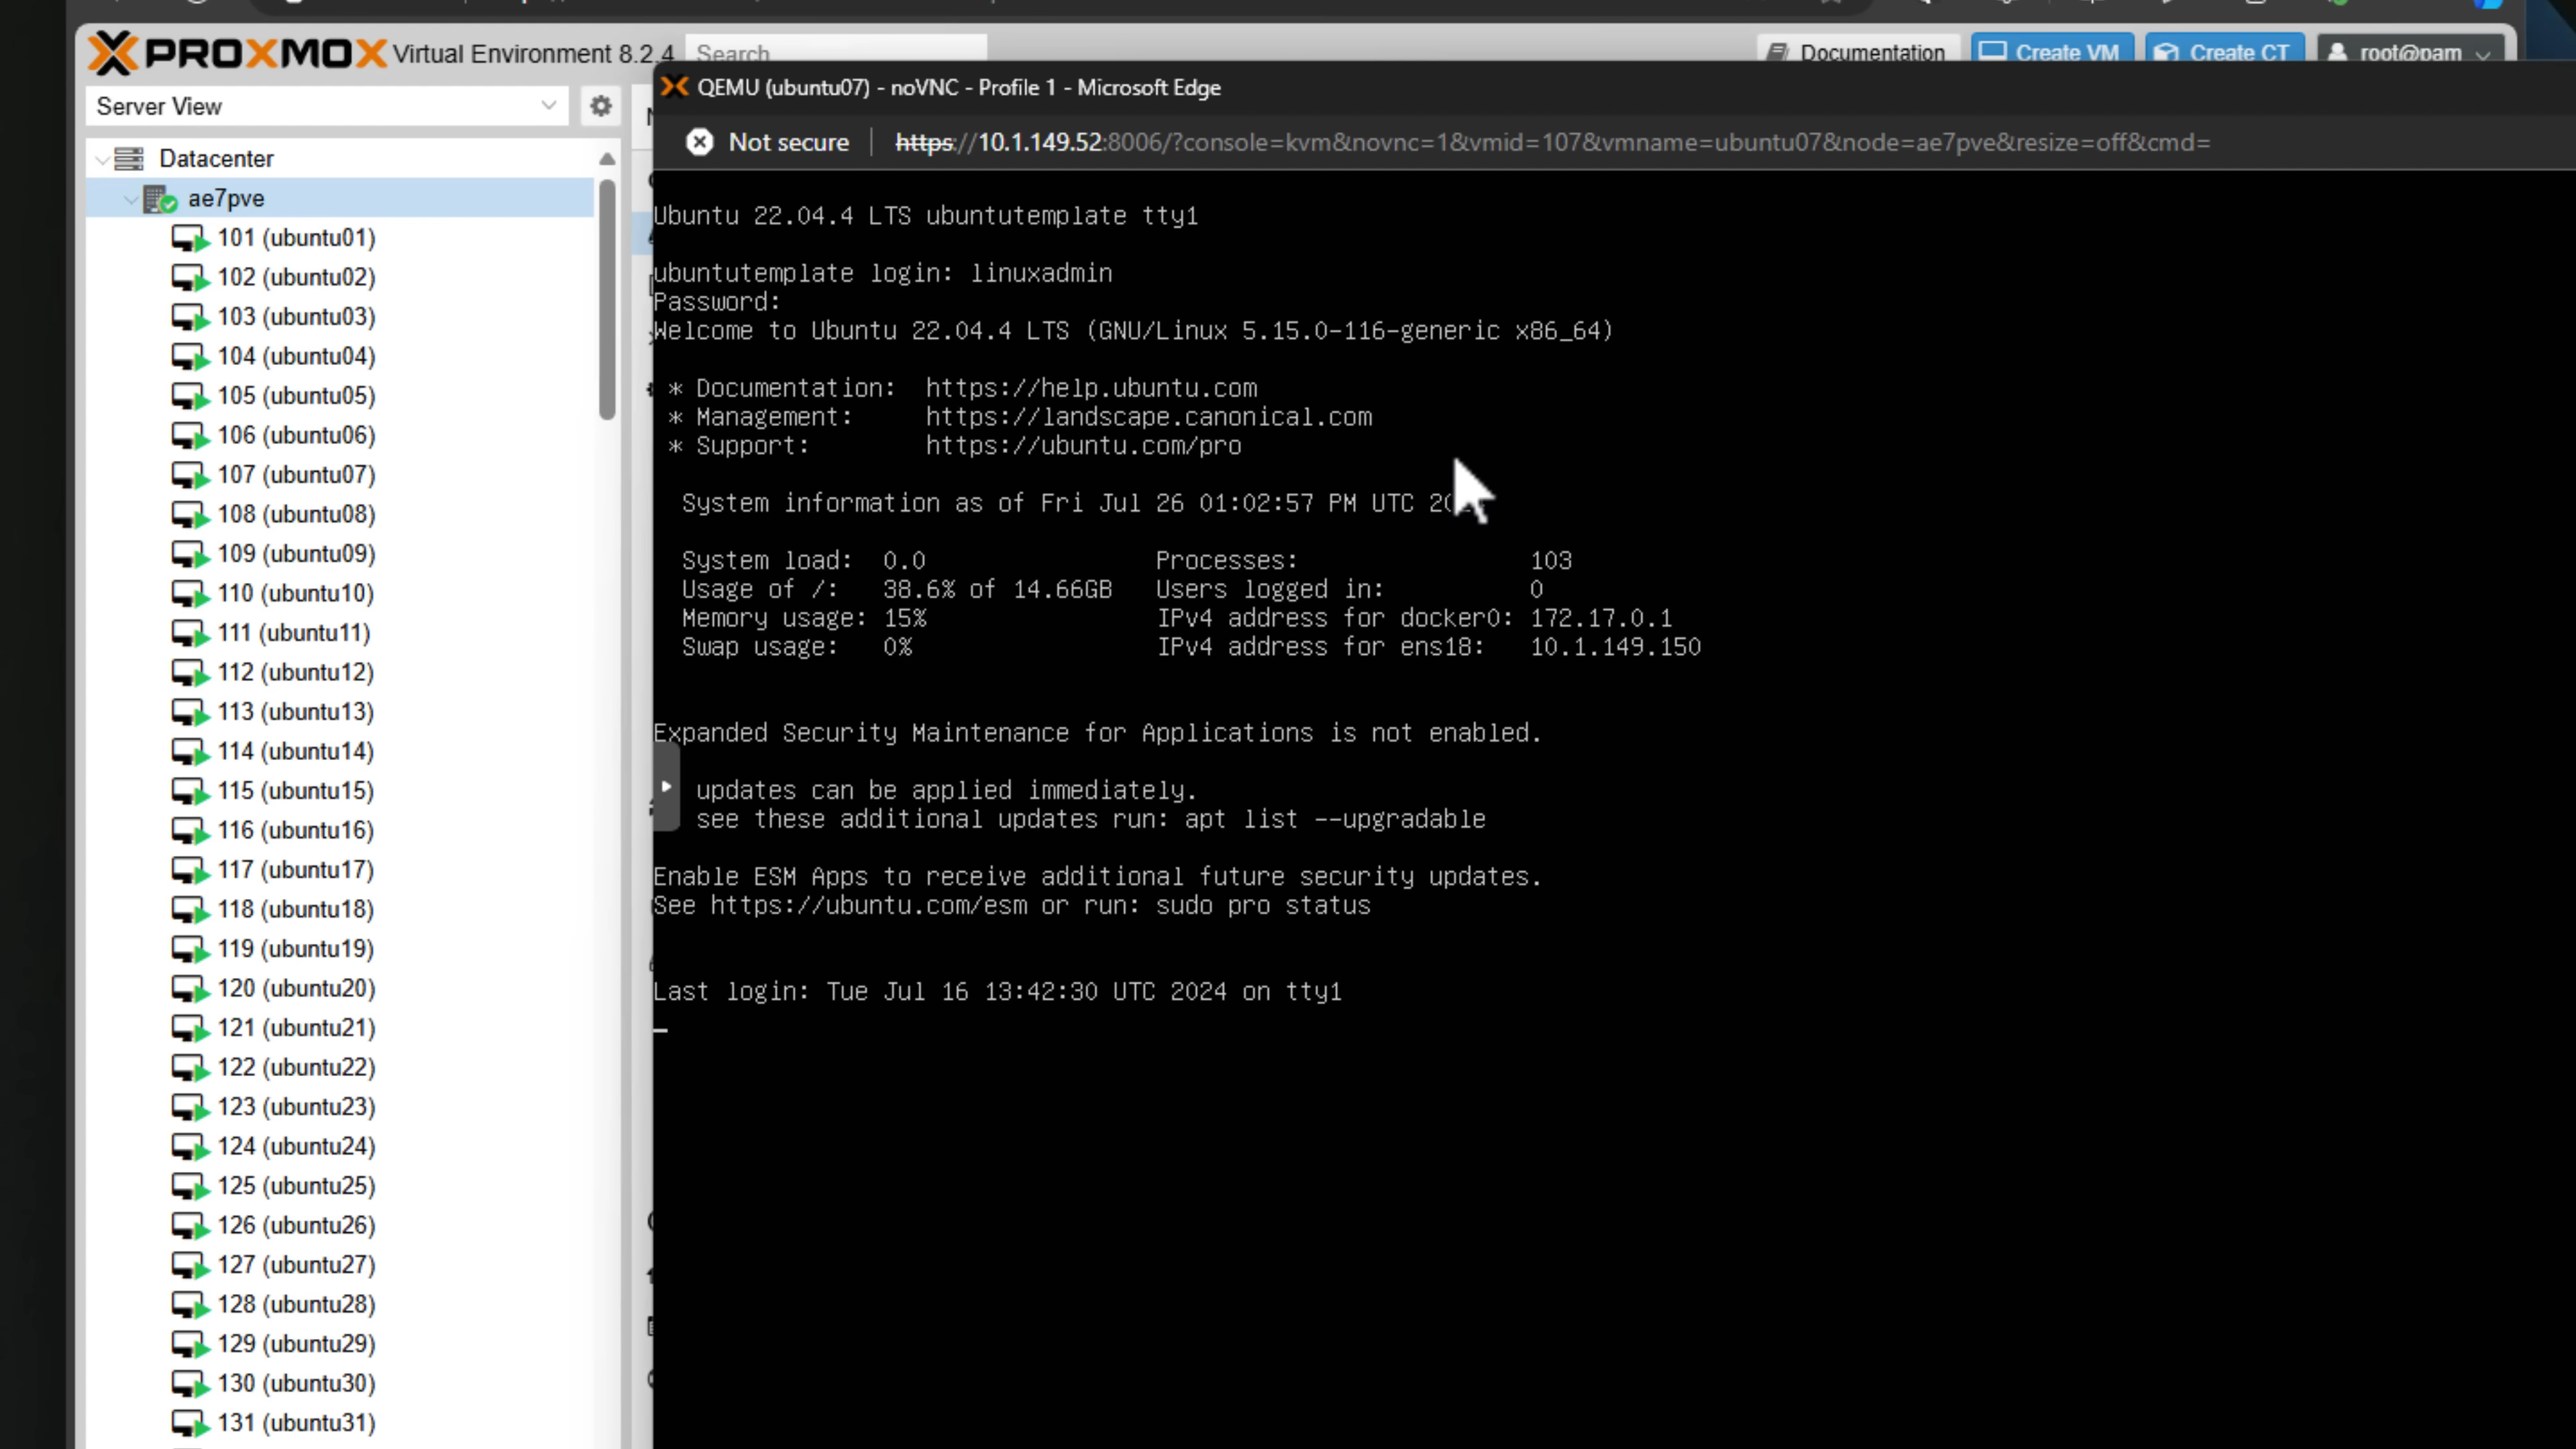 PROXMOX Virtual Environment 8.2.4 Search
Documentation Create VM Create CT root@pam
Server View
Datacenter
ae7pve
101 (ubuntu01)
102 (ubuntu02)
103 (ubuntu03)
104 (ubuntu04)
105 (ubuntu05)
106 (ubuntu06)
107 (ubuntu07)
108 (ubuntu08)
109 (ubuntu09)
110 (ubuntu10)
111 (ubuntu11)
112 (ubuntu12)
113 (ubuntu13)
114 (ubuntu14)
115 (ubuntu15)
116 (ubuntu16)
117 (ubuntu17)
118 (ubuntu18)
119 (ubuntu19)
120 (ubuntu20)
121 (ubuntu21)
122 (ubuntu22)
123 (ubuntu23)
124 (ubuntu24)
125 (ubuntu25)
126 (ubuntu26)
127 (ubuntu27)
128 (ubuntu28)
129 (ubuntu29)
130 (ubuntu30)
131 (ubuntu31)
QEMU (ubuntu07) - noVNC - Profile 1 - Microsoft Edge
Not secure https://10.1.149.52:8006/?console=kvm&novnc=1&vmid=107&vmname=ubuntu07&node=ae7pve&resize=off&cmd=
Ubuntu 22.04.4 LTS ubuntutemplate tty1
ubuntutemplate login: linuxadmin
Password:
Welcome to Ubuntu 22.04.4 LTS (GNU/Linux 5.15.0-116-generic x86_64)
* Documentation: https://help.ubuntu.com
* Management: https://landscape.canonical.com
* Support: https://ubuntu.com/pro
System information as of Fri Jul 26 01:02:57 PM UTC
System load: 0.0 Processes: 103
Usage of /: 38.6% of 14.66GB Users logged in: 0
Memory usage: 15% IPv4 address for docker0: 172.17.0.1
Swap usage: 0% IPv4 address for ens18: 10.1.149.150
Expanded Security Maintenance for Applications is not enabled.
updates can be applied immediately.
see these additional updates run: apt list --upgradable
Enable ESM Apps to receive additional future security updates.
See https://ubuntu.com/esm or run: sudo pro status
Last login: Tue Jul 16 13:42:30 UTC 2024 on tty1
_